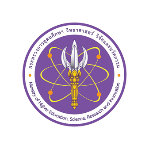 กระทรวงการอุดมศึกษา วิทยาศาสตร์ วิจัยและนวัตกรรม
Ministry of Higher Education, Science, Research and Innovation